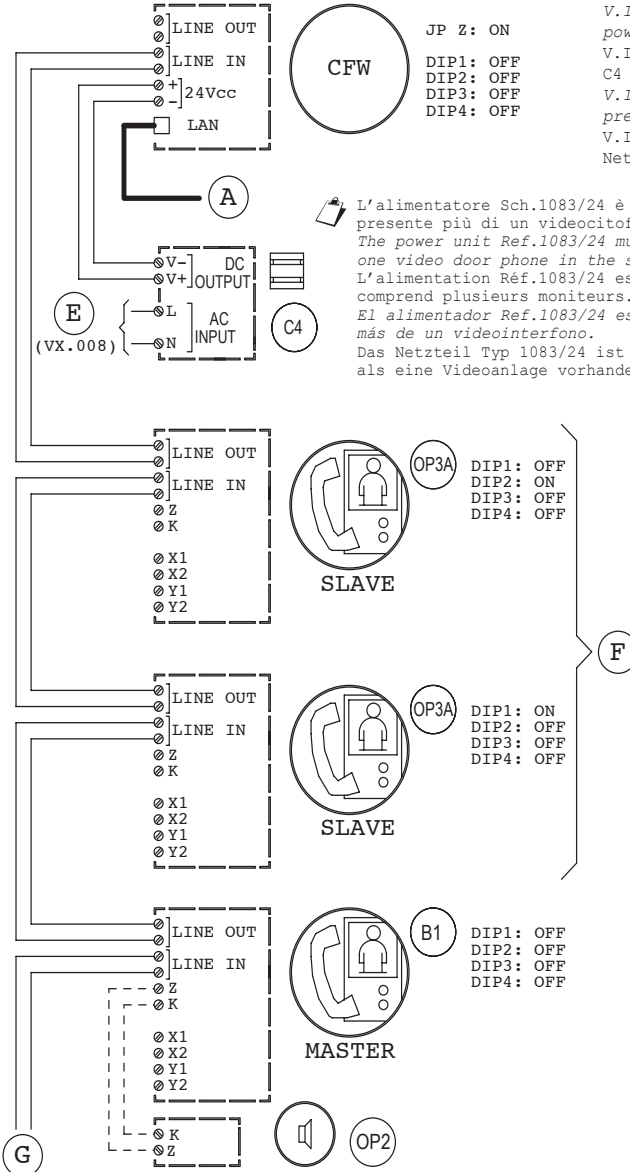 LINE OUT
LINE IN
+
24Vcc
-
LAN
CFW
JP Z: ON
DIP1: OFF
DIP2: OFF
DIP3: OFF
DIP4: OFF
C4
A
L'alimentatore Sch.1083/24 è
presente più di un videocitof
The power unit Ref.1083/24 mu
one video door phone in the s
L'alimentation Réf.1083/24 es
comprend plusieurs moniteurs.
El alimentador Ref.1083/24 es
más de un videointerfono.
Das Netzteil Typ 1083/24 ist
als eine Videoanlage vorhande
V- DC
V+ OUTPUT
L AC
N INPUT
E
(VX.008)
C4
LINE OUT
LINE IN
Z
K
X1
X2
Y1
Y2
SLAVE
OP3A
DIP1: OFF
DIP2: ON
DIP3: OFF
DIP4: OFF
F
LINE OUT
LINE IN
Z
K
X1
X2
Y1
Y2
SLAVE
OP3A
DIP1: ON
DIP2: OFF
DIP3: OFF
DIP4: OFF
LINE OUT
LINE IN
Z
K
X1
X2
Y1
Y2
MASTER
B1
DIP1: OFF
DIP2: OFF
DIP3: OFF
DIP4: OFF
K
Z
OP2
G